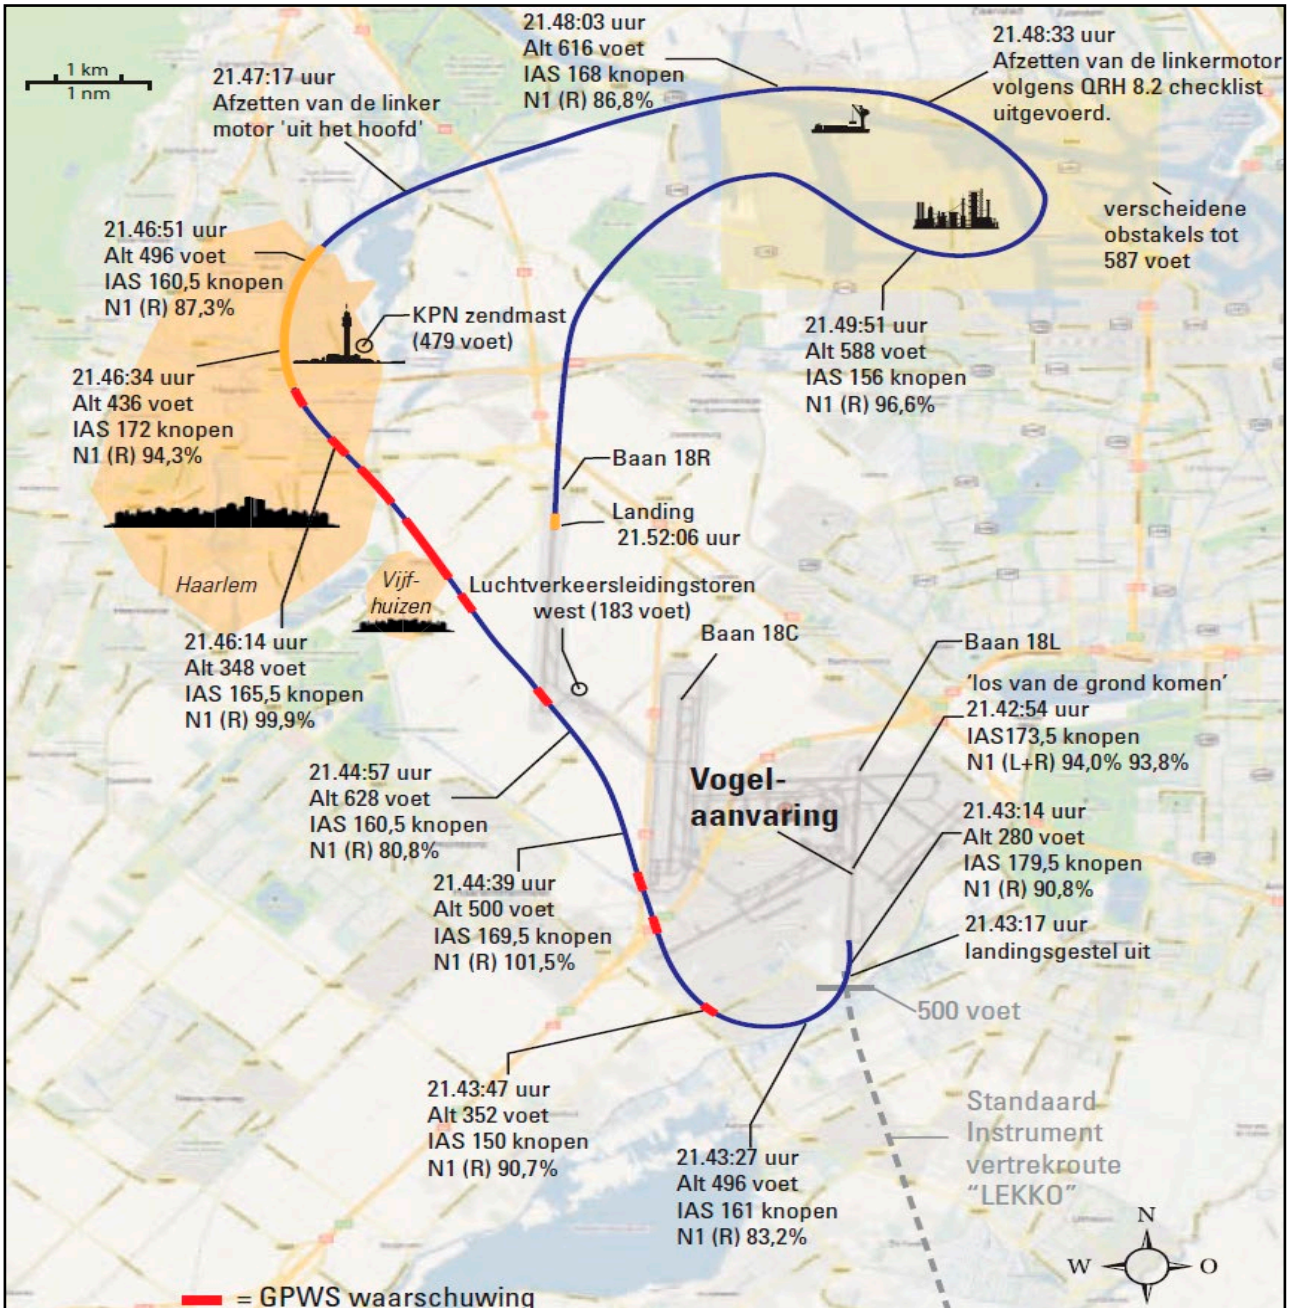 1 km
1 nm
21.47:17 uur
Afzetten van de linker
motor 'uit het hoofd'
21.48:03 uur
Alt 616 voet
IAS 168 knopen
N1 (R) 86,8%
21.48:33 uur
Afzetten van de linkermotor
volgens QRH 8.2 checklist
uitgevoerd.
verscheidene
obstakels tot
587 voet
21.46:51 uur
Alt 496 voet
IAS 160,5 knopen
N1 (R) 87,3%
KPN zendmast
(479 voet)
21.49:51 uur
Alt 588 voet
IAS 156 knopen
N1 (R) 96,6%
21.46:34 uur
Alt 436 voet
IAS 172 knopen
N1 (R) 94,3%
Baan 18R
Landing
21.52:06 uur
Haarlem
Vijf-
huizen
Luchtverkeersleidingstoren
west (183 voet)
21.46:14 uur
Alt 348 voet
IAS 165,5 knopen
N1 (R) 99,9%
Baan 18C
Baan 18L
'los van de grond komen'
21.42:54 uur
IAS173,5 knopen
N1 (L+R) 94,0% 93,8%
21.44:57 uur
Alt 628 voet
IAS 160,5 knopen
N1 (R) 80,8%
Vogel-
aanvaring
21.43:14 uur
Alt 280 voet
IAS 179,5 knopen
N1 (R) 90,8%
21.44:39 uur
Alt 500 voet
IAS 169,5 knopen
N1 (R) 101,5%
21.43:17 uur
landingsgestel uit
500 voet
21.43:47 uur
Alt 352 voet
IAS 150 knopen
N1 (R) 90,7%
21.43:27 uur
Alt 496 voet
IAS 161 knopen
N1 (R) 83,2%
Standaard
Instrument
vertrekroute
“LEKKO”
N
W
O
= GPWS waarschuwing